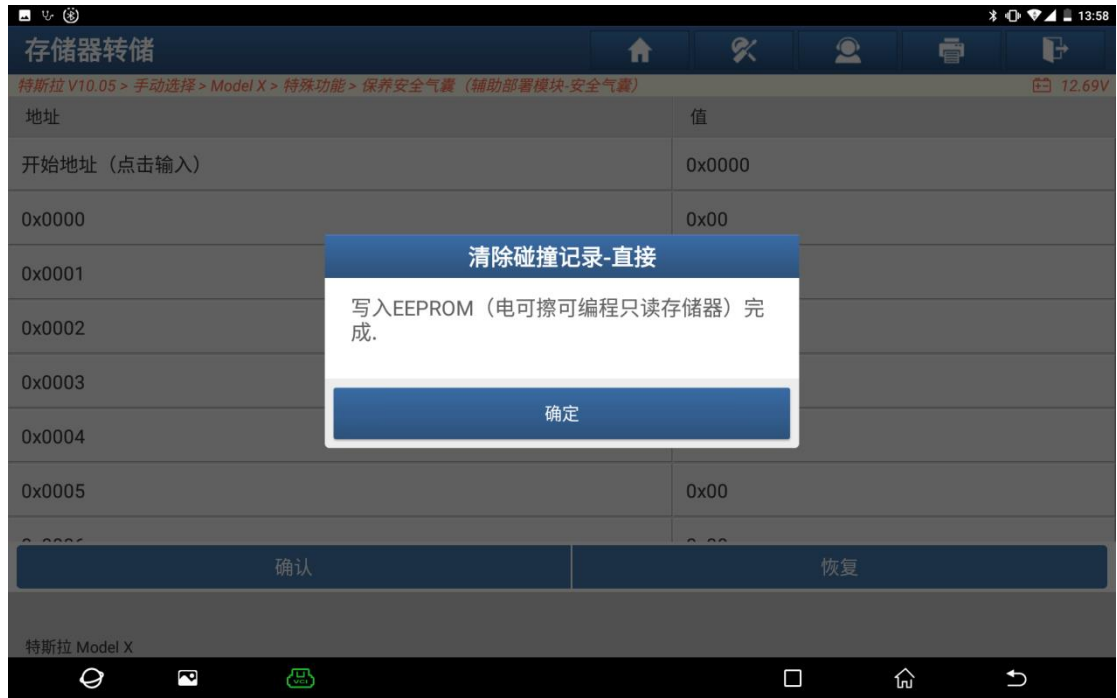 13:58
存储器转储
特斯拉 V10.05 > 手动选择 > Model X > 特殊功能 > 保养安全气囊（辅助部署模块-安全气囊）
12.69V
地址
值
开始地址（点击输入）
0x0000
0x0000
0x00
清除碰撞记录-直接
0x0001
写入EEPROM（电可擦可编程只读存储器）完
成.
0x0002
0x0003
确定
0x0004
0x0005
0x00
确认
恢复
特斯拉 Model X
VCI